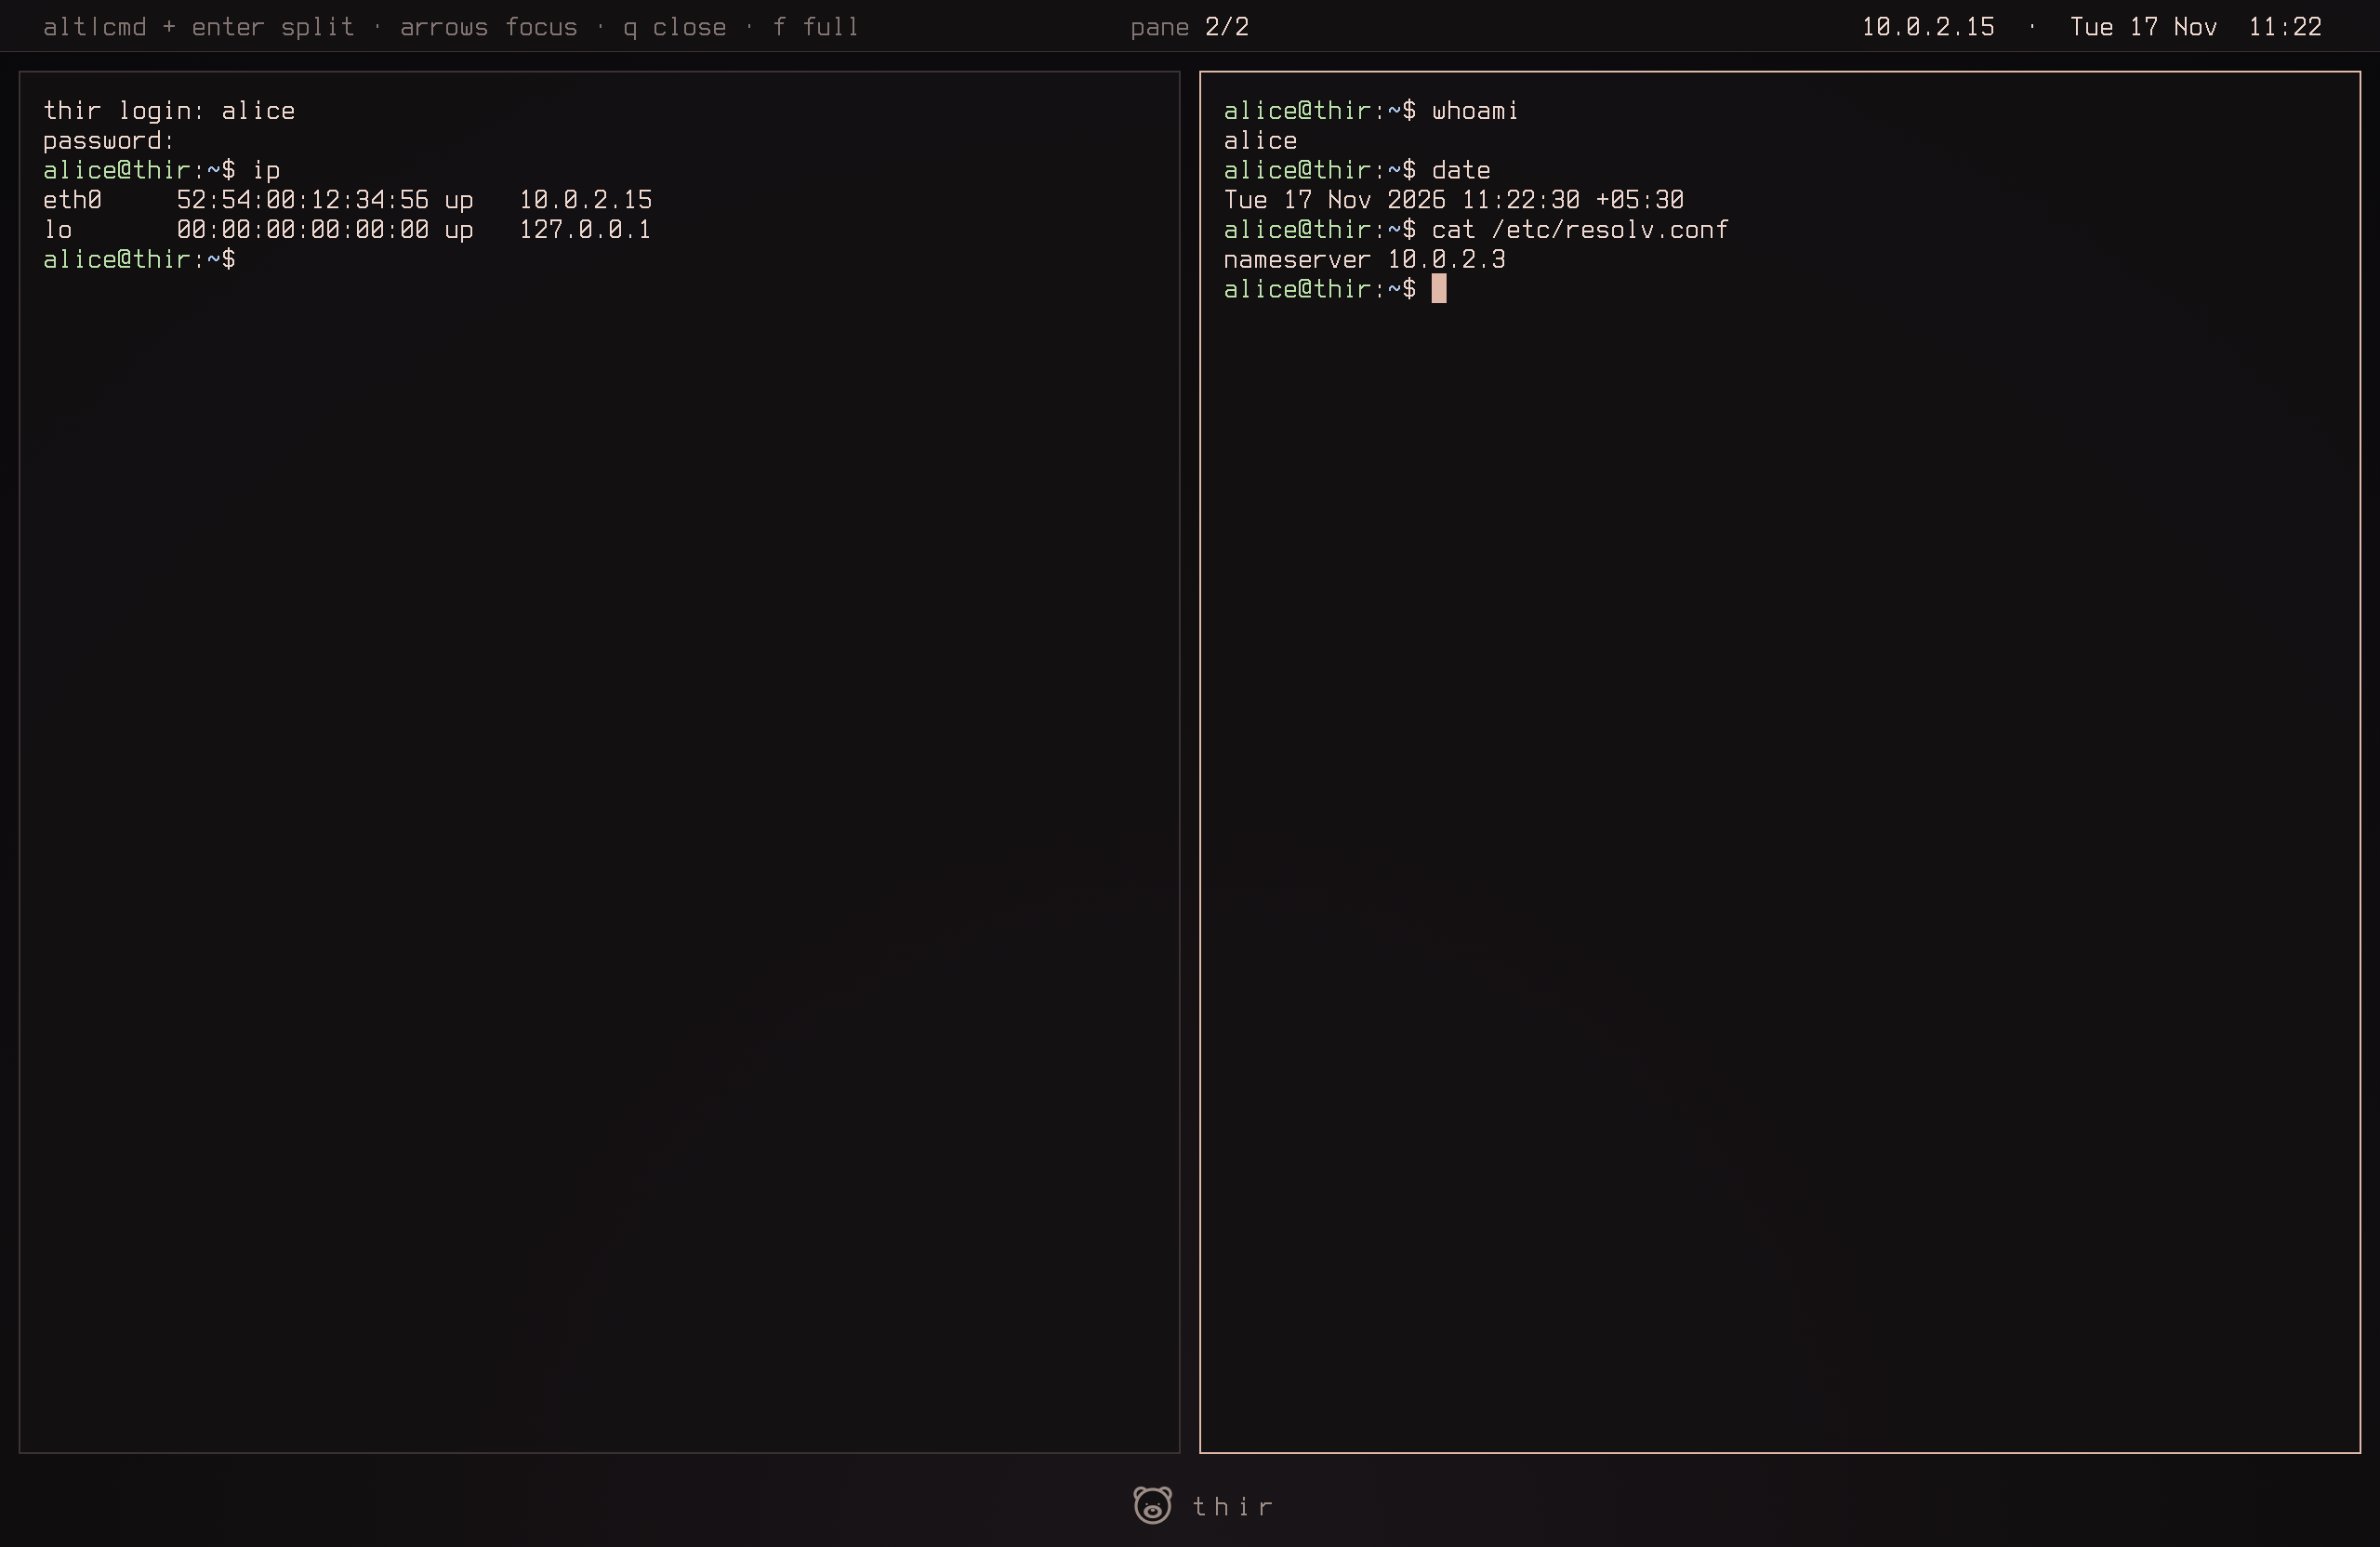 alt|cmd + enter split · arrows focus · q close · f full
pane 2/2
10.0.2.15 · Tue 17 Nov 11:22
thir login: alice
password:
alice@thir:~$ ip
eth0 52:54:00:12:34:56 up 10.0.2.15
lo 00:00:00:00:00:00 up 127.0.0.1
alice@thir:~$
alice@thir:~$ whoami
alice
alice@thir:~$ date
Tue 17 Nov 2026 11:22:30 +05:30
alice@thir:~$ cat /etc/resolv.conf
nameserver 10.0.2.3
alice@thir:~$
thir